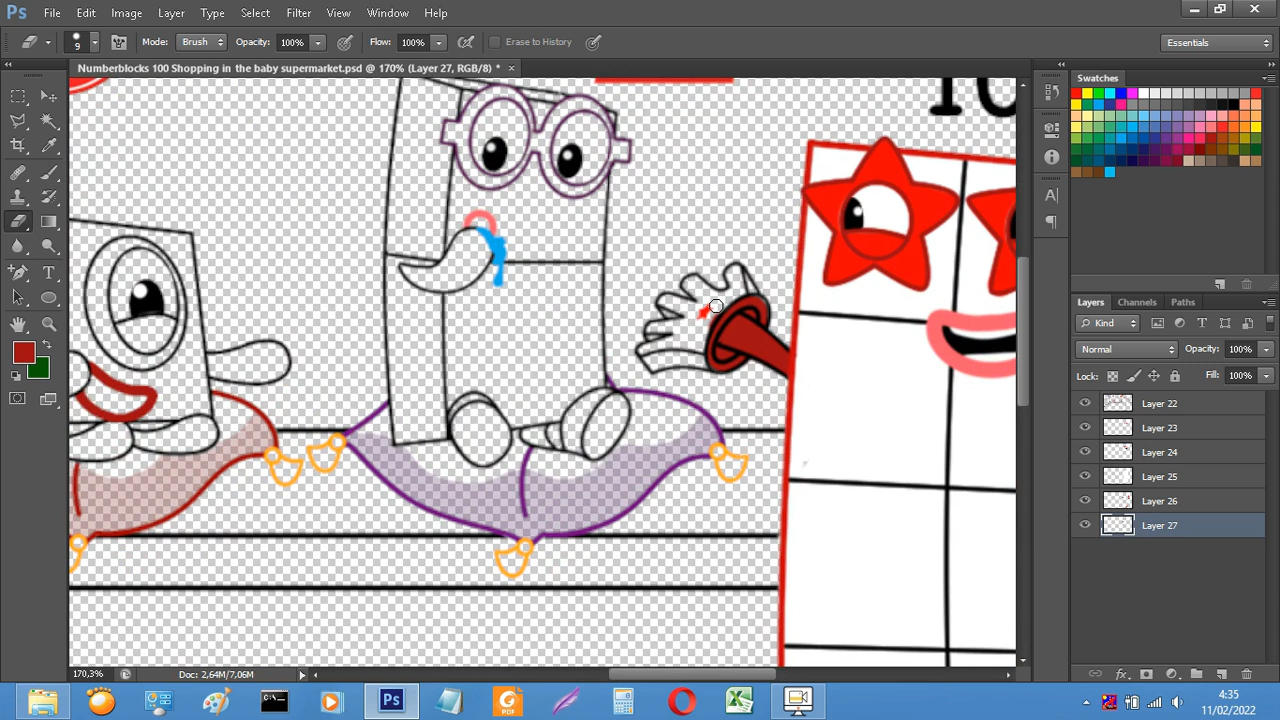 Ps File Edit Image Layer Type Select Filter View Window Help
9 Mode: Brush Opacity: 100% Flow: 100% Erase to History Essentials
Numberblocks 100 Shopping in the baby supermarket.psd @ 170% (Layer 27, RGB/8) *
Swatches
Layers Channels Paths
Kind
Normal Opacity: 100%
Lock: Fill: 100%
Layer 22
Layer 23
Layer 24
Layer 25
Layer 26
Layer 27
170,3% Doc: 2,64M/7,06M
4:35
11/02/2022